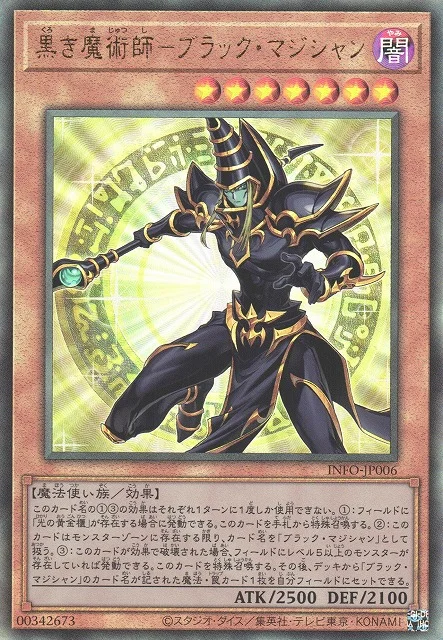 黒き魔術師－ブラック・マジシャン
闇
INFO-JP006
【魔法使い族／効果】
このカード名の①③の効果はそれぞれ1ターンに1度しか使用できない。①：フィールドに
「光の黄金櫃」が存在する場合に発動できる。このカードを手札から特殊召喚する。②：この
カードはモンスターゾーンに存在する限り、カード名を「ブラック・マジシャン」として
扱う。③：このカードが効果で破壊された場合、フィールドにレベル5以上のモンスターが
存在していれば発動できる。このカードを特殊召喚する。その後、デッキから「ブラック・
マジシャン」のカード名が記された魔法・罠カード1枚を自分フィールドにセットできる。
ATK/2500 DEF/2100
00342673
©スタジオ・ダイス／集英社・テレビ東京・KONAMI